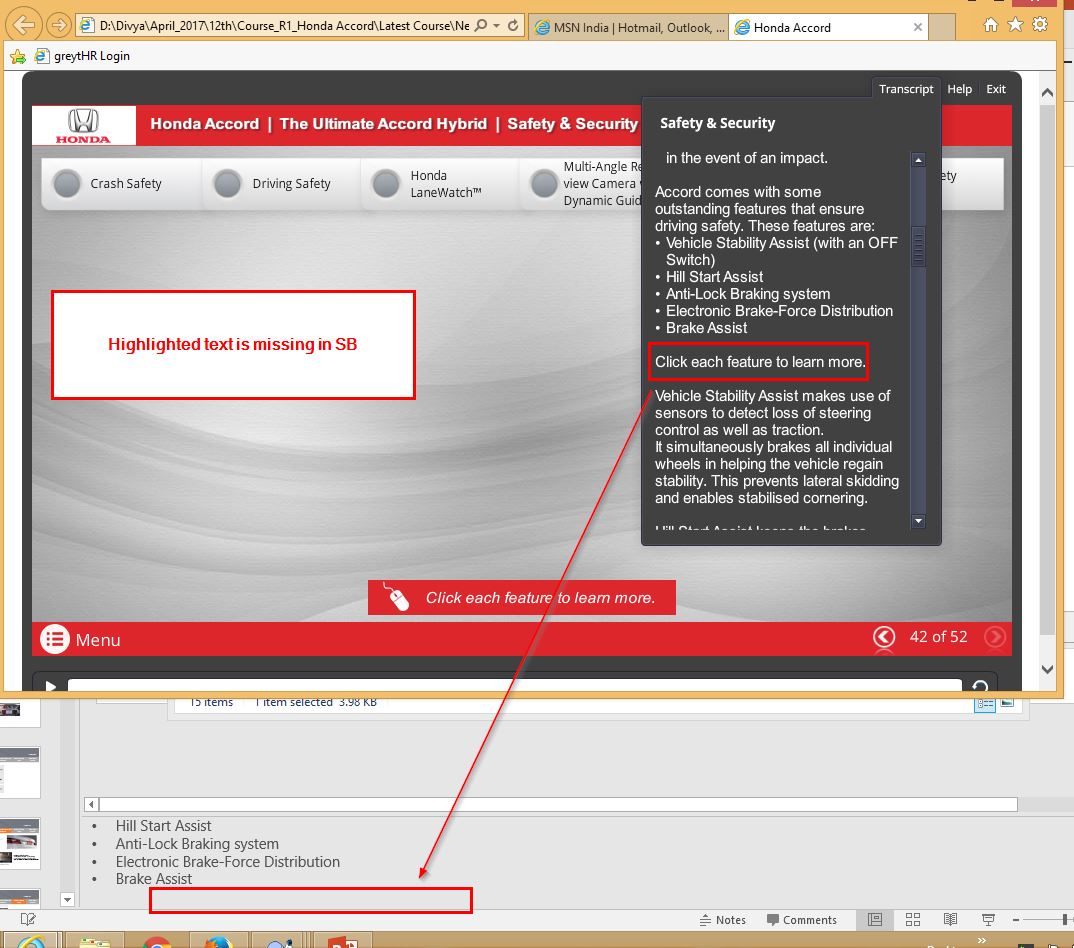 D:\Divya\April_2017\12th\Course_R1_Honda Accord\Latest Course\Ne
MSN India | Hotmail, Outlook, ...
Honda Accord
greytHR Login
Transcript Help Exit
HONDA
Honda Accord | The Ultimate Accord Hybrid | Safety & Security
Crash Safety
Driving Safety
Honda
LaneWatch™
Multi-Angle Re
view Camera
Dynamic Guid
ety
Safety & Security
in the event of an impact.
Accord comes with some
outstanding features that ensure
driving safety. These features are:
• Vehicle Stability Assist (with an OFF
Switch)
• Hill Start Assist
• Anti-Lock Braking system
• Electronic Brake-Force Distribution
• Brake Assist
Click each feature to learn more.
Vehicle Stability Assist makes use of
sensors to detect loss of steering
control as well as traction.
It simultaneously brakes all individual
wheels in helping the vehicle regain
stability. This prevents lateral skidding
and enables stabilised cornering.
Hill Start Assist keeps the brakes
Highlighted text is missing in SB
Click each feature to learn more.
Menu
42 of 52
15 items 1 item selected 3.98 KB
• Hill Start Assist
• Anti-Lock Braking system
• Electronic Brake-Force Distribution
• Brake Assist
Notes Comments